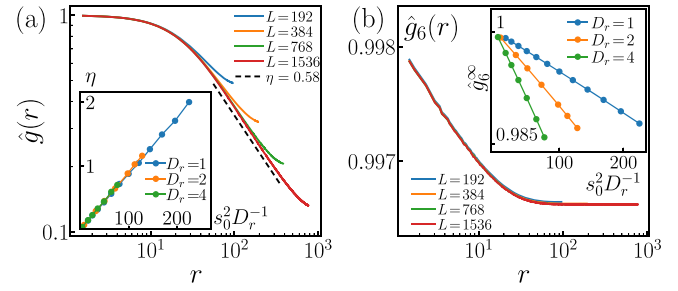 (a)
1
0.1
ĝ(r)
L = 192
L = 384
L = 768
L = 1536
η = 0.58
η
2
1
D_r = 1
D_r = 2
D_r = 4
100
200
s_0^2 D_r^{-1}
10^1
10^2
10^3
r
(b)
ĝ_6(r)
0.998
0.997
L = 192
L = 384
L = 768
L = 1536
1
ĝ_6^∞
0.985
D_r = 1
D_r = 2
D_r = 4
100
200
s_0^2 D_r^{-1}
10^1
10^2
10^3
r